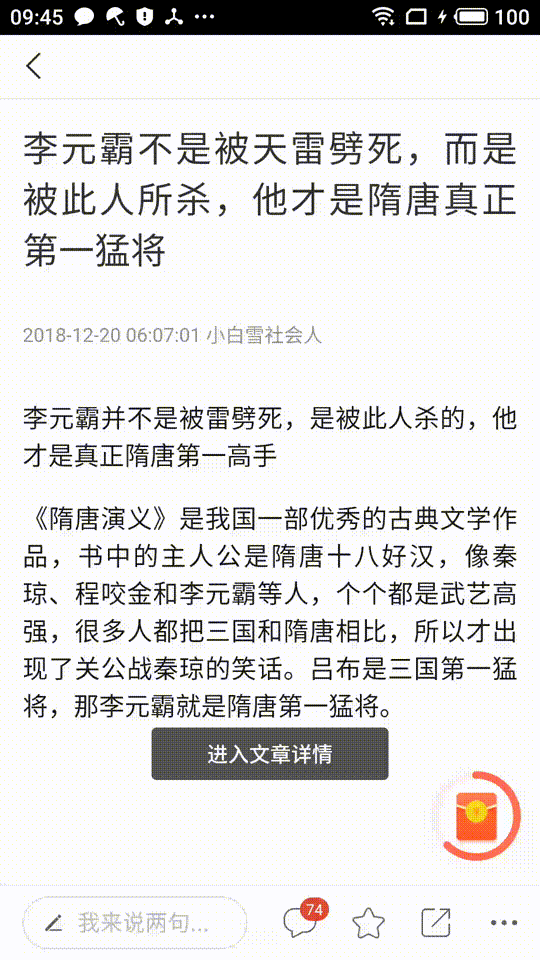 09:45
100
李元霸不是被天雷劈死，而是
被此人所杀，他才是隋唐真正
第一猛将
2018-12-20 06:07:01 小白雪社会人
李元霸并不是被雷劈死，是被此人杀的，他
才是真正隋唐第一高手
《隋唐演义》是我国一部优秀的古典文学作
品，书中的主人公是隋唐十八好汉，像秦
琼、程咬金和李元霸等人，个个都是武艺高
强，很多人都把三国和隋唐相比，所以才出
现了关公战秦琼的笑话。吕布是三国第一猛
将，那李元霸就是隋唐第一猛将。
进入文章详情
我来说两句...
74